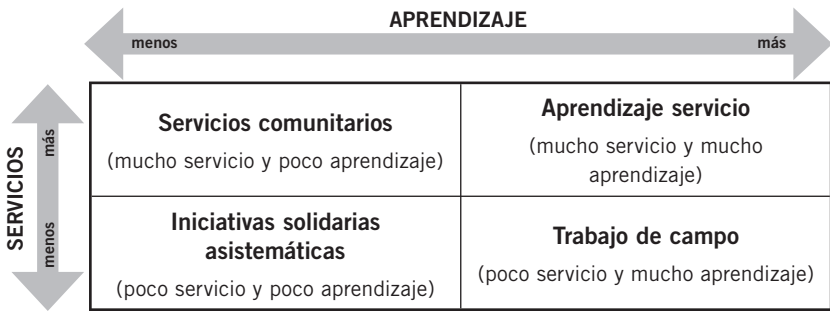 APRENDIZAJE
menos
más
SERVICIOS
más
menos
Servicios comunitarios
(mucho servicio y poco aprendizaje)
Aprendizaje servicio
(mucho servicio y mucho
aprendizaje)
Iniciativas solidarias
asistemáticas
(poco servicio y poco aprendizaje)
Trabajo de campo
(poco servicio y mucho aprendizaje)